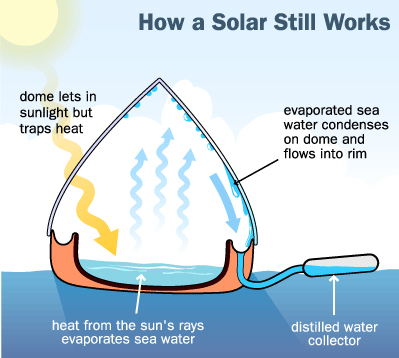 How a Solar Still Works
dome lets in
sunlight but
traps heat
evaporated sea
water condenses
on dome and
flows into rim
heat from the sun's rays
evaporates sea water
distilled water
collector